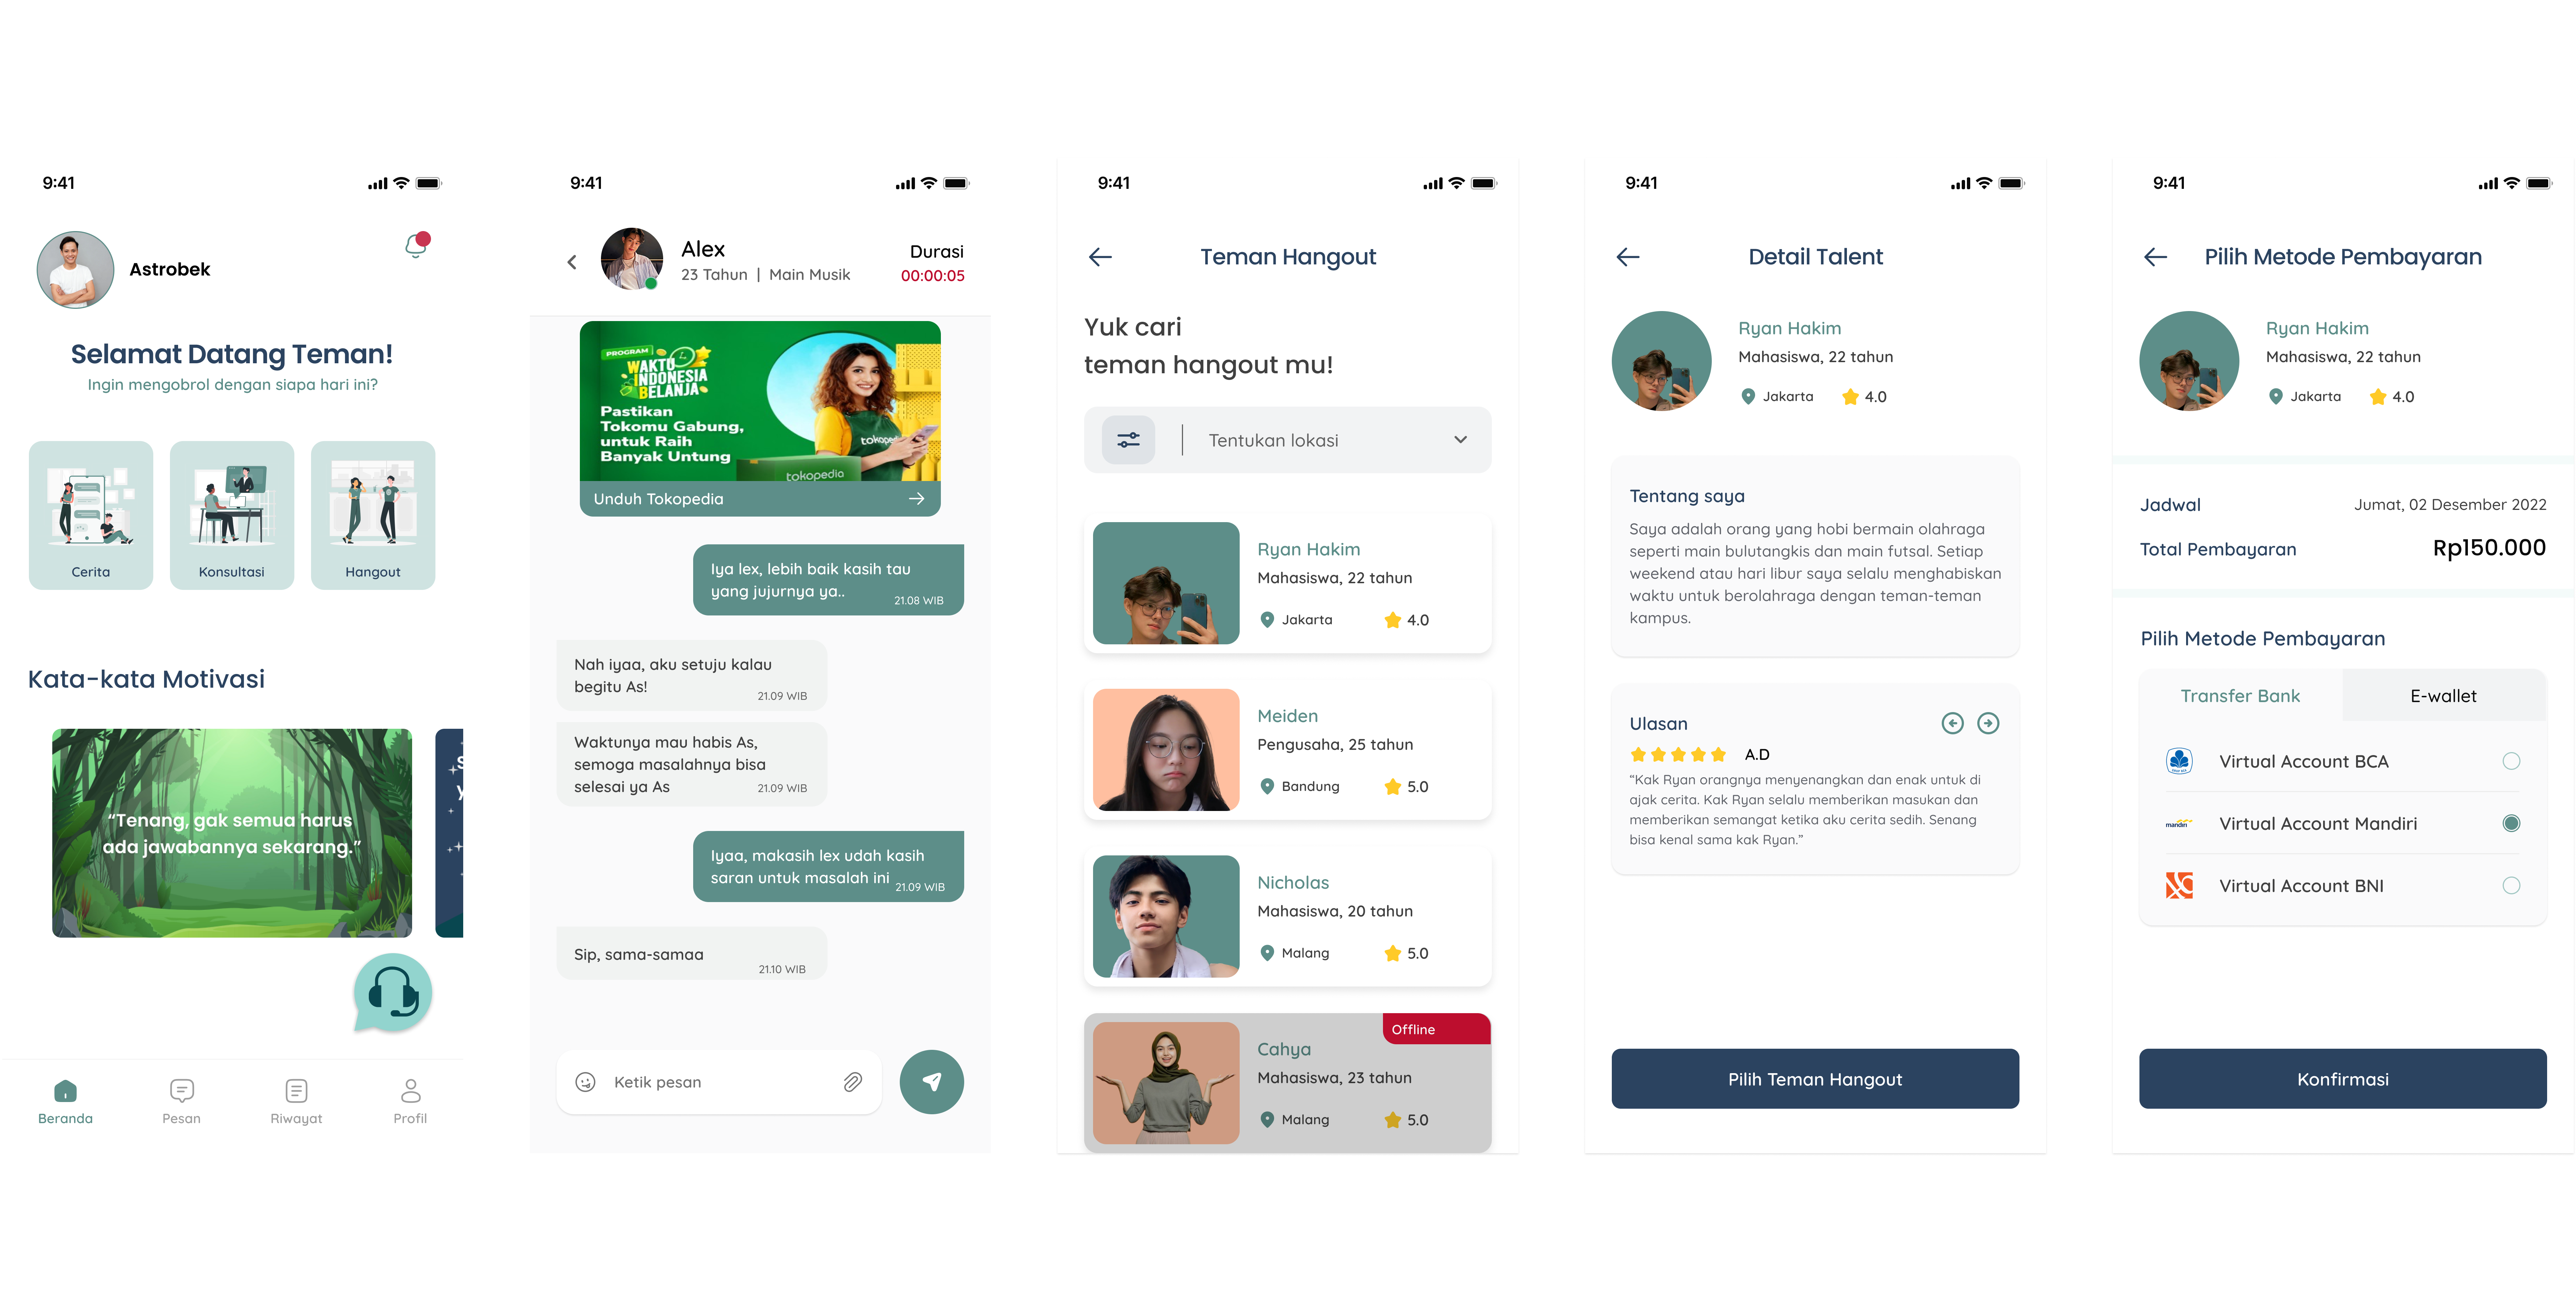 9:41
Astrobek
Selamat Datang Teman!
Ingin mengobrol dengan siapa hari ini?
Cerita
Konsultasi
Hangout
Kata-kata Motivasi
“Tenang, gak semua harus
ada jawabannya sekarang.”
Beranda
Pesan
Riwayat
Profil
9:41
Alex
23 Tahun | Main Musik
Durasi
00:00:05
PROGRAM
WAKTU
INDONESIA
BELANJA
Pastikan
Tokomu Gabung,
untuk Raih
Banyak Untung
tokopedia
Unduh Tokopedia
Iya lex, lebih baik kasih tau
yang jujurnya ya..
21.08 WIB
Nah iyaa, aku setuju kalau
begitu As!
21.09 WIB
Waktunya mau habis As,
semoga masalahnya bisa
selesai ya As
21.09 WIB
Iyaa, makasih lex udah kasih
saran untuk masalah ini
21.09 WIB
Sip, sama-samaa
21.10 WIB
Ketik pesan
9:41
Teman Hangout
Yuk cari
teman hangout mu!
Tentukan lokasi
Ryan Hakim
Mahasiswa, 22 tahun
Jakarta
4.0
Meiden
Pengusaha, 25 tahun
Bandung
5.0
Nicholas
Mahasiswa, 20 tahun
Malang
5.0
Offline
Cahya
Mahasiswa, 23 tahun
Malang
5.0
9:41
Detail Talent
Ryan Hakim
Mahasiswa, 22 tahun
Jakarta
4.0
Tentang saya
Saya adalah orang yang hobi bermain olahraga
seperti main bulutangkis dan main futsal. Setiap
weekend atau hari libur saya selalu menghabiskan
waktu untuk berolahraga dengan teman-teman
kampus.
Ulasan
A.D
“Kak Ryan orangnya menyenangkan dan enak untuk di
ajak cerita. Kak Ryan selalu memberikan masukan dan
memberikan semangat ketika aku cerita sedih. Senang
bisa kenal sama kak Ryan.”
Pilih Teman Hangout
9:41
Pilih Metode Pembayaran
Ryan Hakim
Mahasiswa, 22 tahun
Jakarta
4.0
Jadwal
Jumat, 02 Desember 2022
Total Pembayaran
Rp150.000
Pilih Metode Pembayaran
Transfer Bank
E-wallet
Virtual Account BCA
mandiri
Virtual Account Mandiri
Virtual Account BNI
Konfirmasi